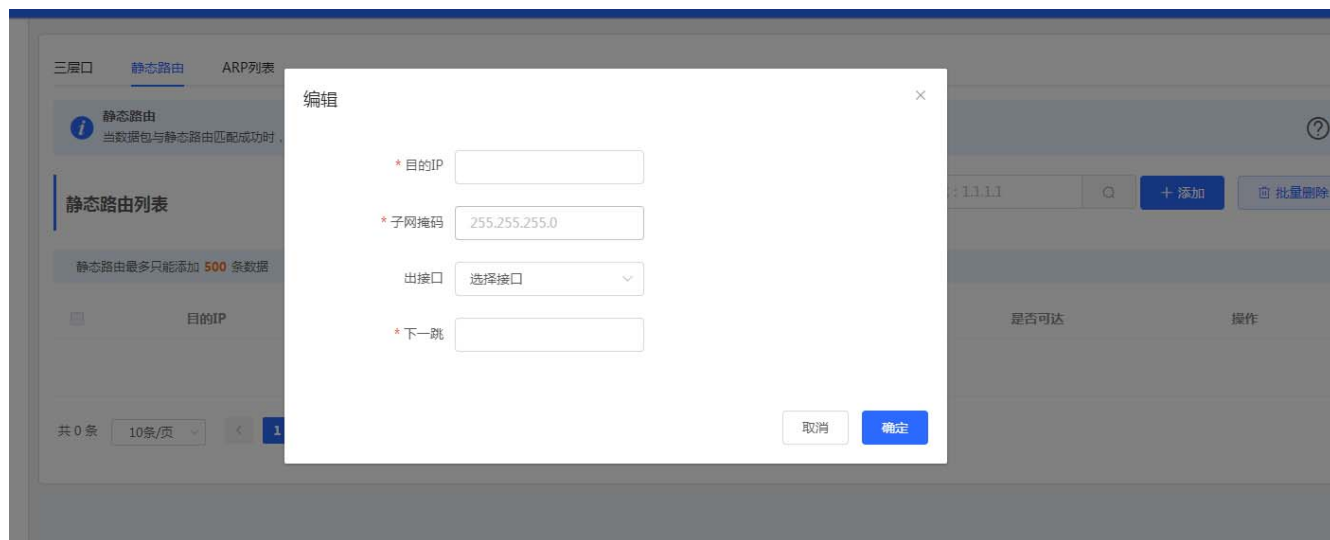 三层口 静态路由 ARP列表
编辑
静态路由
当数据包与静态路由匹配成功时，
* 目的IP
静态路由列表
: 1.1.1.1
+ 添加
批量删除
* 子网掩码 255.255.255.0
静态路由最多只能添加 500 条数据
出接口 选择接口
目的IP
是否可达
操作
* 下一跳
共 0 条 10条/页 1
取消 确定